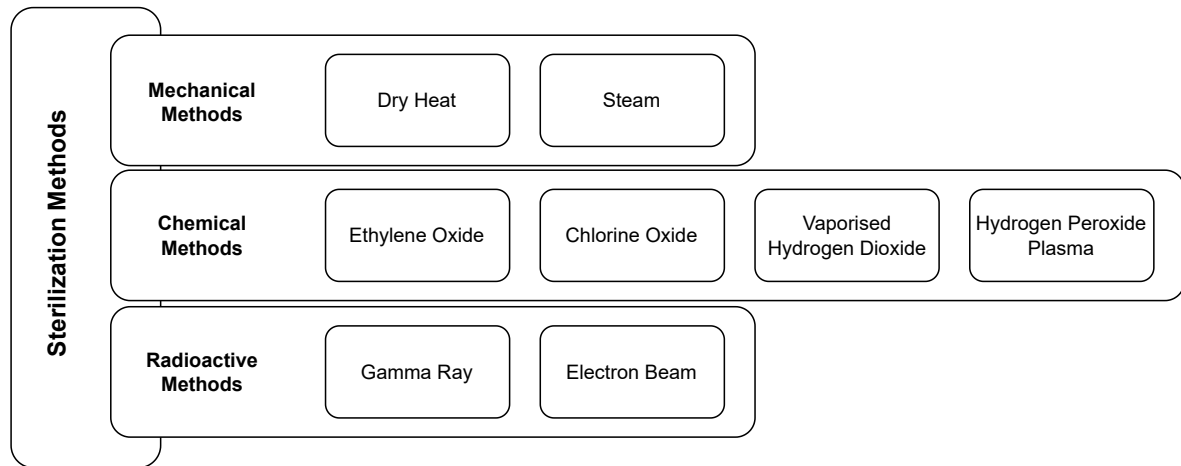 Sterilization Methods
Mechanical
Methods
Dry Heat
Steam
Chemical
Methods
Ethylene Oxide
Chlorine Oxide
Vaporised
Hydrogen Dioxide
Hydrogen Peroxide
Plasma
Radioactive
Methods
Gamma Ray
Electron Beam